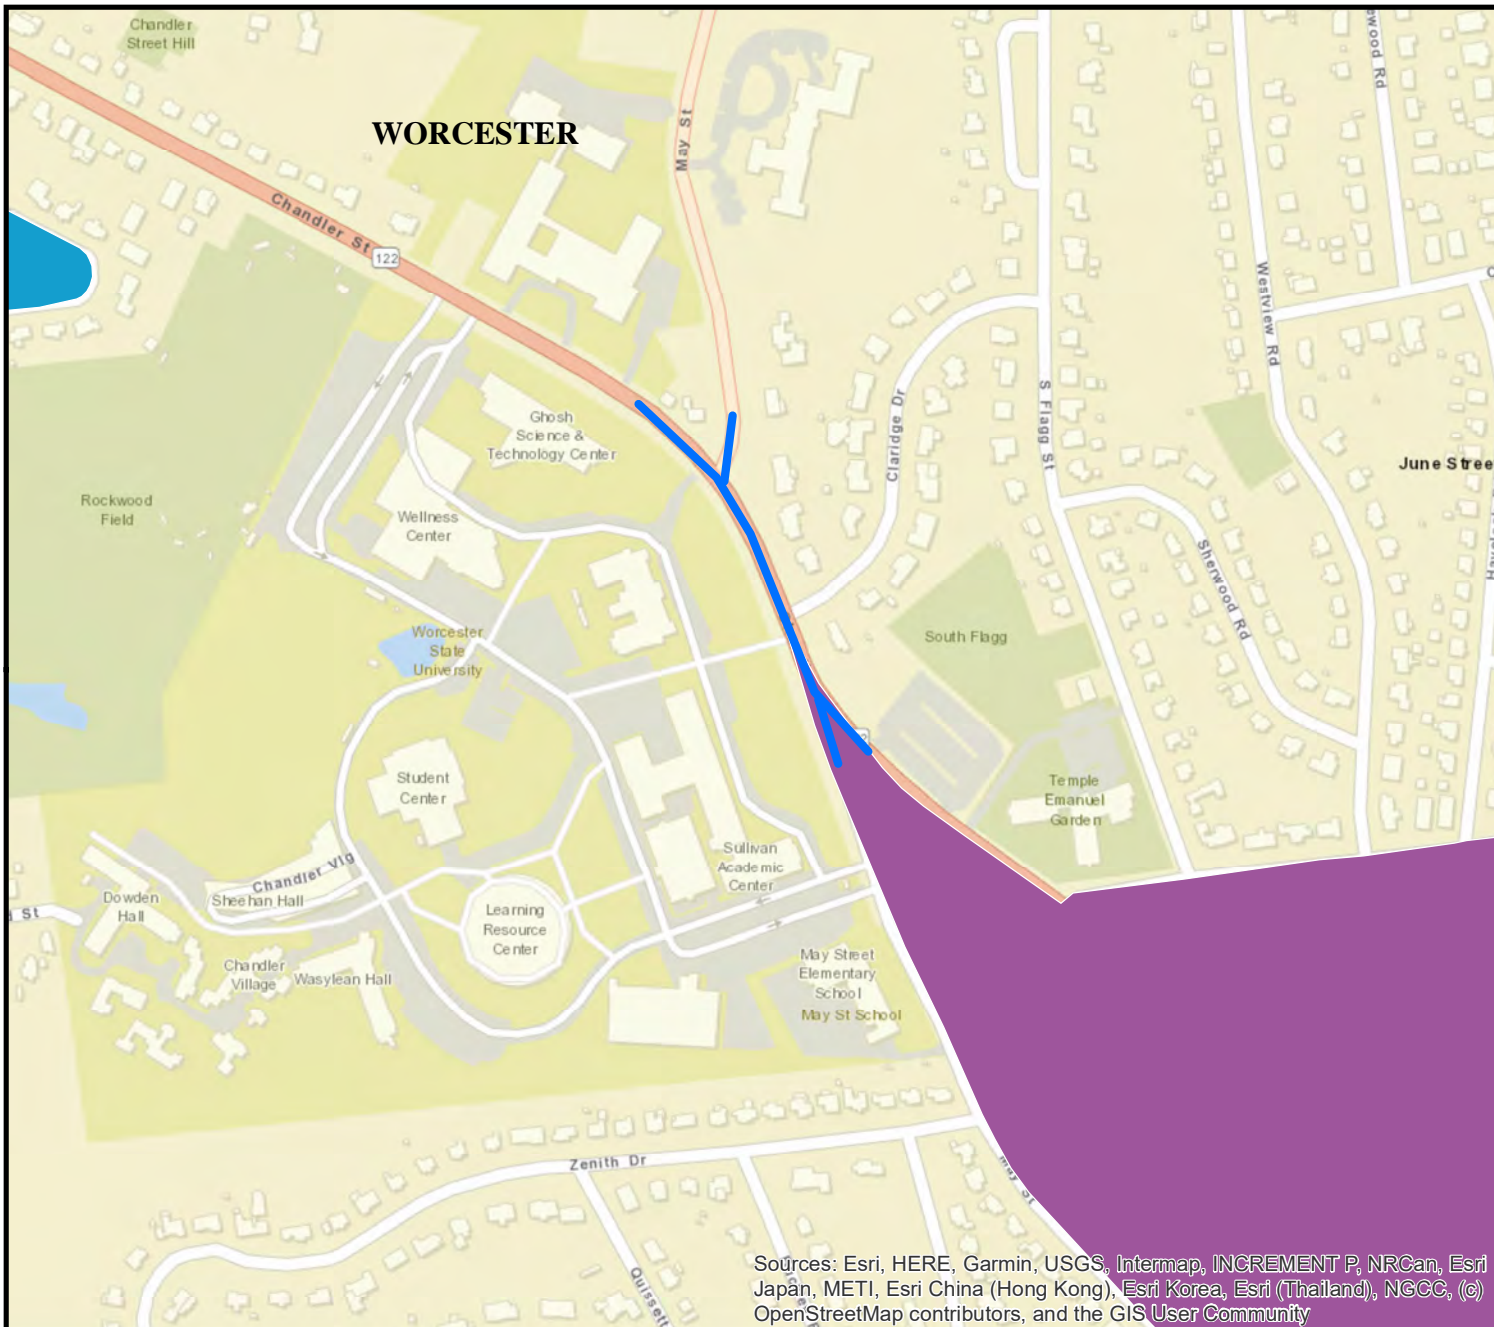 Chandler
Street Hill
WORCESTER
May St
Chandler St
122
Westview Rd
Claridge Dr
S Flagg St
June Stree
Ghosh
Science &
Technology Center
Rockwood
Field
Wellness
Center
Sherwood Rd
Worcester
State
University
South Flagg
Student
Center
Temple
Emanuel
Garden
Sullivan
Academic
Center
Chandler Vlg
Sheehan Hall
Dowden
Hall
St
Learning
Resource
Center
Chandler
Village
Wasylean Hall
May Street
Elementary
School
May St School
Zenith Dr
May St
Quissett
Sources: Esri, HERE, Garmin, USGS, Intermap, INCREMENT P, NRCan, Esri
Japan, METI, Esri China (Hong Kong), Esri Korea, Esri (Thailand), NGCC, (c)
OpenStreetMap contributors, and the GIS User Community